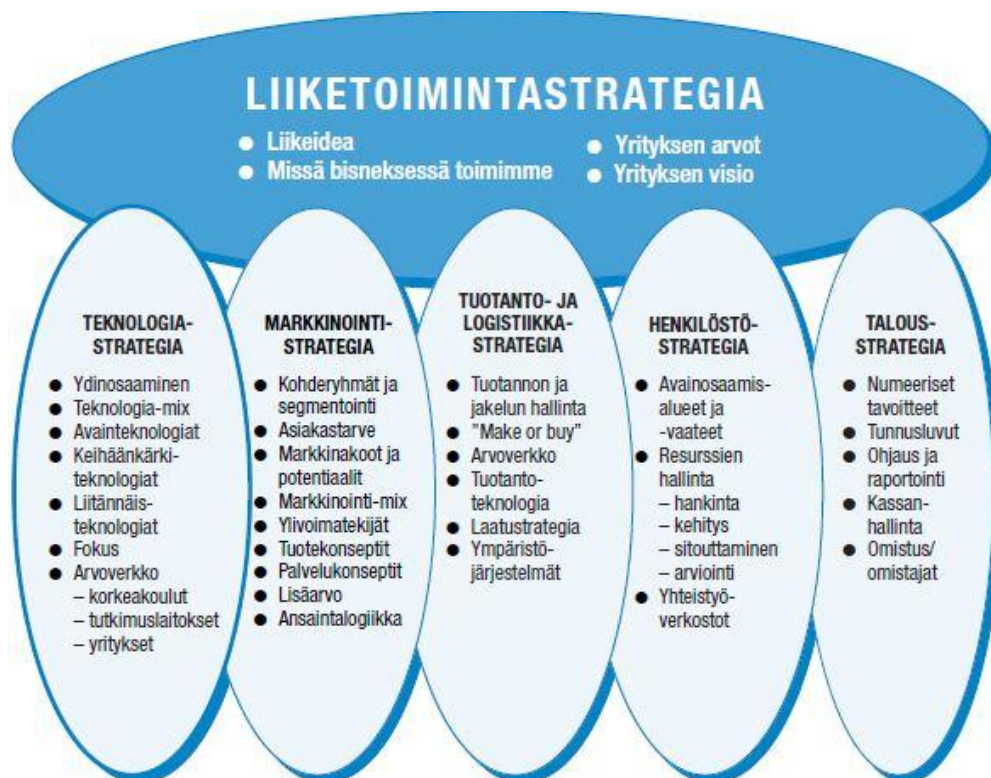 LIIKETOIMINTASTRATEGIA
● Liikeidea
● Missä bisneksessä toimimme
● Yrityksen arvot
● Yrityksen visio
TEKNOLOGIA-
STRATEGIA
● Ydinosaaminen
● Teknologia-mix
● Avainteknologiat
● Keihäänkärki-
teknologiat
● Liitännäis-
teknologiat
● Fokus
● Arvoverkko
– korkeakoulut
– tutkimuslaitokset
– yritykset
MARKKINOINTI-
STRATEGIA
● Kohderyhmät ja
segmentointi
● Asiakastarve
● Markkinakoot ja
potentiaalit
● Markkinointi-mix
● Ylivoimatekijät
● Tuotekonseptit
● Palvelukonseptit
● Lisäarvo
● Ansaintalogiikka
TUOTANTO- JA
LOGISTIIKKA-
STRATEGIA
● Tuotannon ja
jakelun hallinta
● ”Make or buy”
● Arvoverkko
● Tuotanto-
teknologia
● Laatustrategia
● Ympäristö-
järjestelmät
HENKILÖSTÖ-
STRATEGIA
● Avainosaamis-
alueet ja
-vaateet
● Resurssien
hallinta
– hankinta
– kehitys
– sitouttaminen
– arviointi
● Yhteistyö-
verkostot
TALOUS-
STRATEGIA
● Numeeriset
tavoitteet
● Tunnusluvut
● Ohjaus ja
raportointi
● Kassan-
hallinta
● Omistus/
omistajat